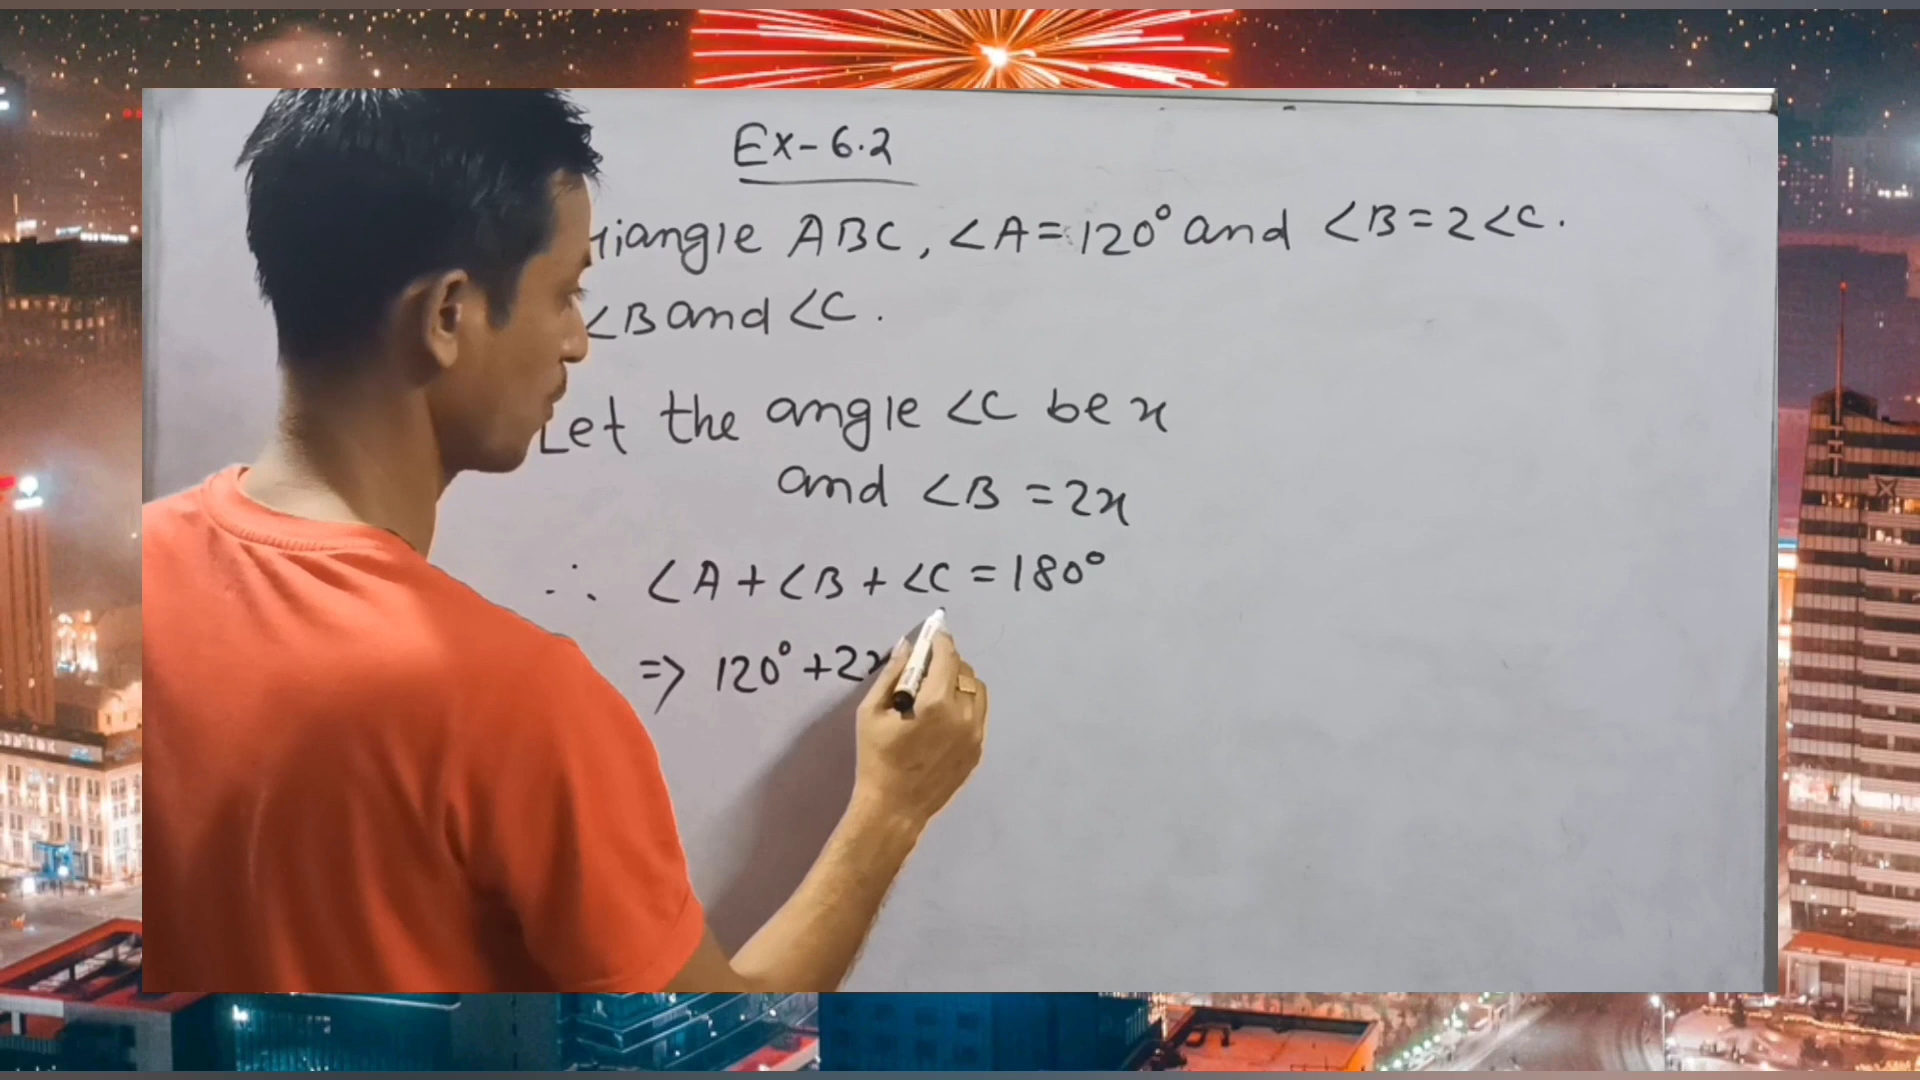 Ex-6.2
riangle ABC, ∠A=120° and ∠B=2∠C.
∠B and ∠C.
Let the angle ∠C be x
and ∠B = 2x
∴ ∠A+∠B+∠C=180°
⇒ 120°+2x